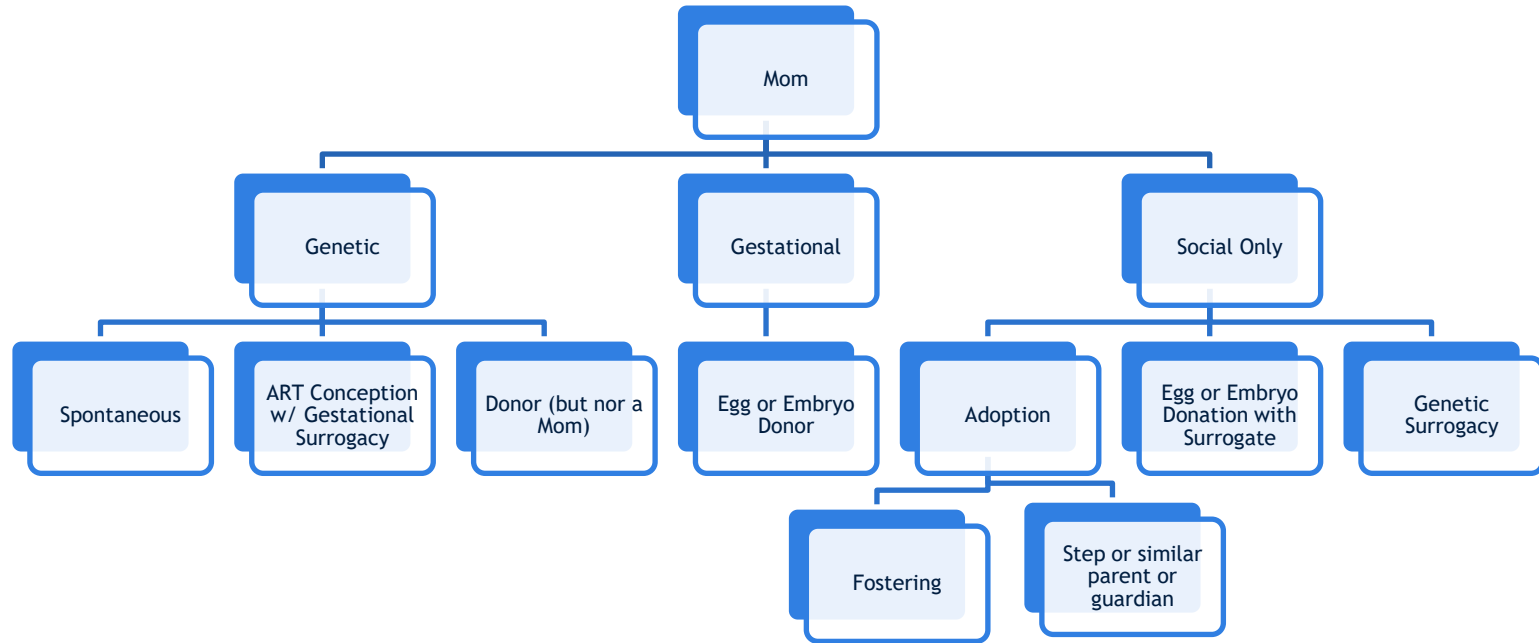 Mom
Genetic
Gestational
Social Only
Spontaneous
ART Conception
w/ Gestational
Surrogacy
Donor (but nor a
Mom)
Egg or Embryo
Donor
Adoption
Egg or Embryo
Donation with
Surrogate
Genetic
Surrogacy
Fostering
Step or similar
parent or
guardian